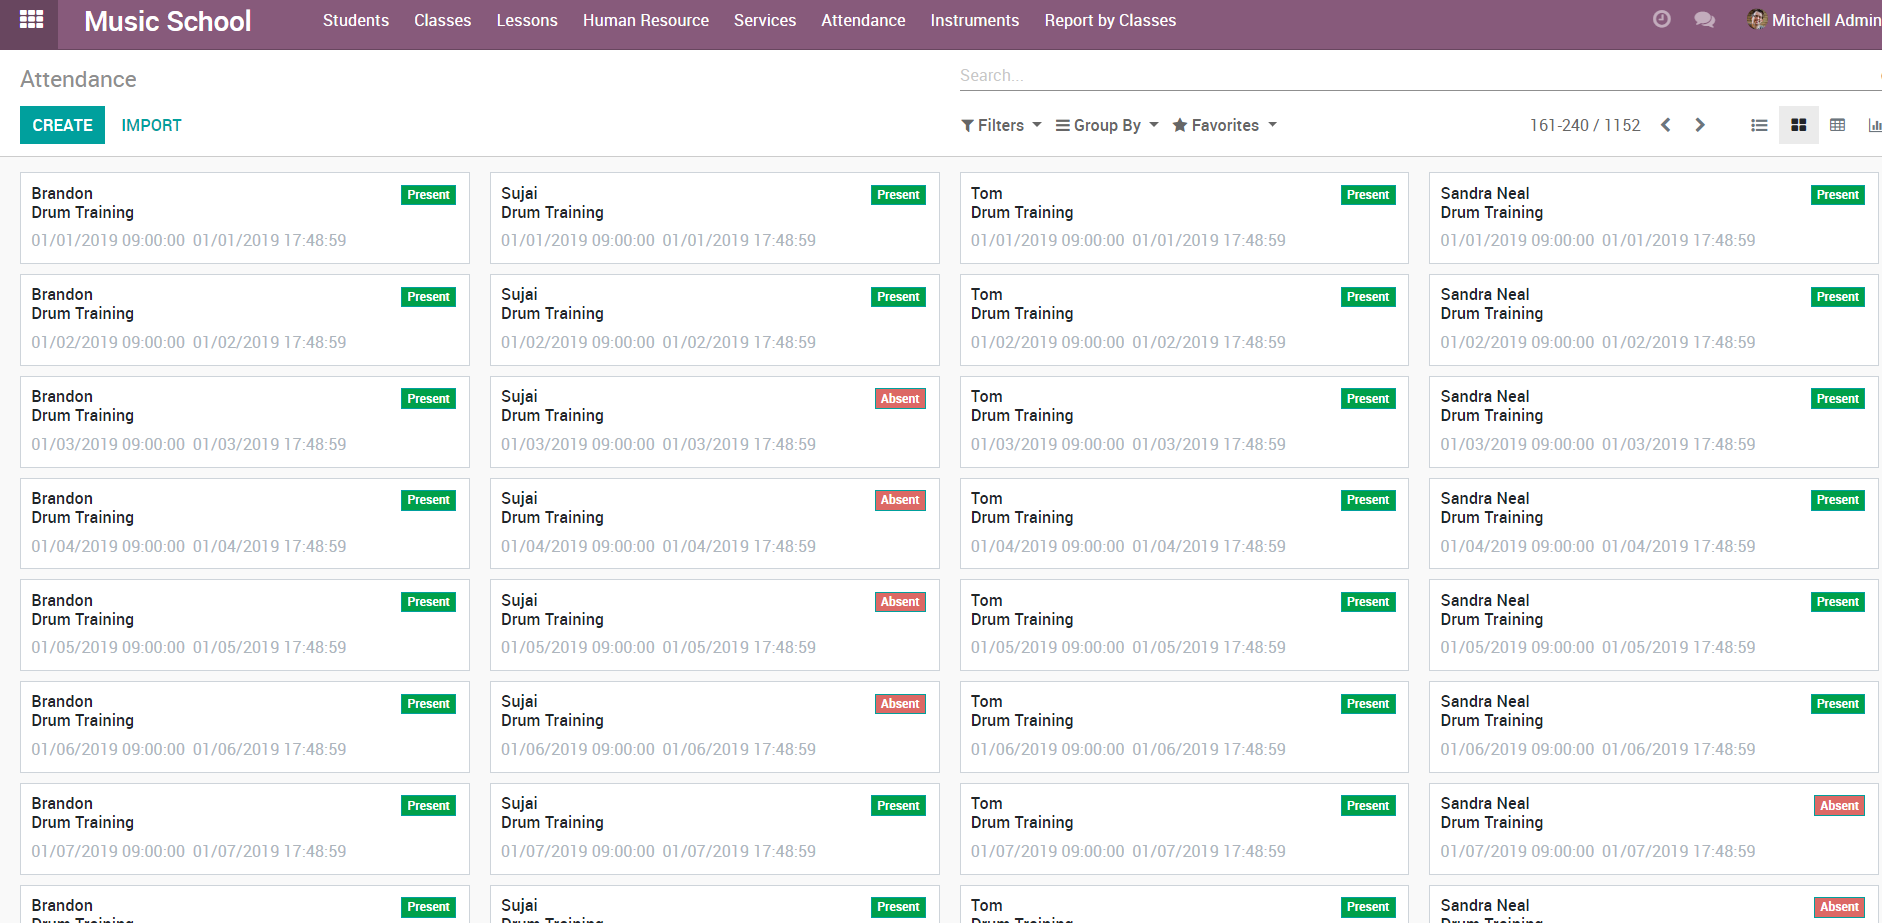 Music School Students Classes Lessons Human Resource Services Attendance Instruments Report by Classes Mitchell Admin
Attendance Search...
CREATE IMPORT Filters Group By Favorites 161-240 / 1152
Brandon Present Sujai Present Tom Present Sandra Neal Present
Drum Training Drum Training Drum Training Drum Training
01/01/2019 09:00:00 01/01/2019 17:48:59 01/01/2019 09:00:00 01/01/2019 17:48:59 01/01/2019 09:00:00 01/01/2019 17:48:59 01/01/2019 09:00:00 01/01/2019 17:48:59
Brandon Present Sujai Present Tom Present Sandra Neal Present
Drum Training Drum Training Drum Training Drum Training
01/02/2019 09:00:00 01/02/2019 17:48:59 01/02/2019 09:00:00 01/02/2019 17:48:59 01/02/2019 09:00:00 01/02/2019 17:48:59 01/02/2019 09:00:00 01/02/2019 17:48:59
Brandon Present Sujai Absent Tom Present Sandra Neal Present
Drum Training Drum Training Drum Training Drum Training
01/03/2019 09:00:00 01/03/2019 17:48:59 01/03/2019 09:00:00 01/03/2019 17:48:59 01/03/2019 09:00:00 01/03/2019 17:48:59 01/03/2019 09:00:00 01/03/2019 17:48:59
Brandon Present Sujai Absent Tom Present Sandra Neal Present
Drum Training Drum Training Drum Training Drum Training
01/04/2019 09:00:00 01/04/2019 17:48:59 01/04/2019 09:00:00 01/04/2019 17:48:59 01/04/2019 09:00:00 01/04/2019 17:48:59 01/04/2019 09:00:00 01/04/2019 17:48:59
Brandon Present Sujai Absent Tom Present Sandra Neal Present
Drum Training Drum Training Drum Training Drum Training
01/05/2019 09:00:00 01/05/2019 17:48:59 01/05/2019 09:00:00 01/05/2019 17:48:59 01/05/2019 09:00:00 01/05/2019 17:48:59 01/05/2019 09:00:00 01/05/2019 17:48:59
Brandon Present Sujai Absent Tom Present Sandra Neal Present
Drum Training Drum Training Drum Training Drum Training
01/06/2019 09:00:00 01/06/2019 17:48:59 01/06/2019 09:00:00 01/06/2019 17:48:59 01/06/2019 09:00:00 01/06/2019 17:48:59 01/06/2019 09:00:00 01/06/2019 17:48:59
Brandon Present Sujai Present Tom Present Sandra Neal Absent
Drum Training Drum Training Drum Training Drum Training
01/07/2019 09:00:00 01/07/2019 17:48:59 01/07/2019 09:00:00 01/07/2019 17:48:59 01/07/2019 09:00:00 01/07/2019 17:48:59 01/07/2019 09:00:00 01/07/2019 17:48:59
Brandon Present Sujai Present Tom Present Sandra Neal Absent
Drum Training Drum Training Drum Training Drum Training